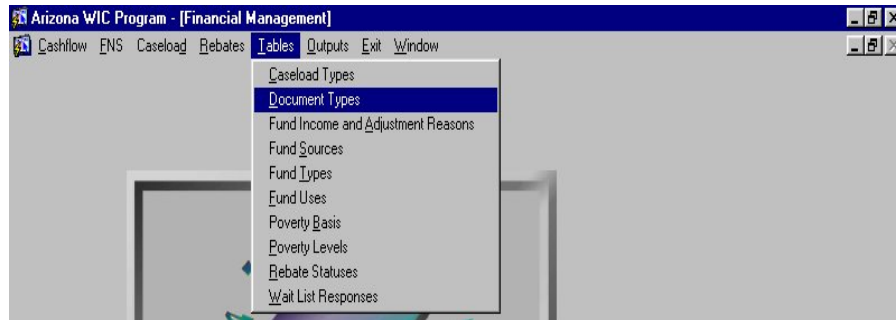 Arizona WIC Program - [Financial Management]
Cashflow FNS Caseload Rebates Tables Outputs Exit Window
Caseload Types
Document Types
Fund Income and Adjustment Reasons
Fund Sources
Fund Types
Fund Uses
Poverty Basis
Poverty Levels
Rebate Statuses
Wait List Responses